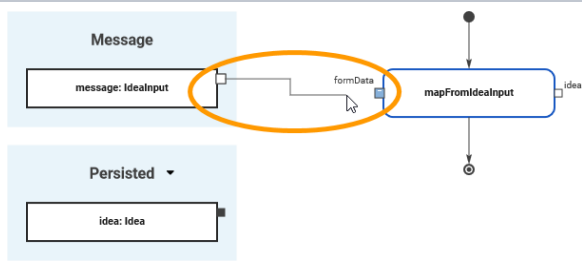 Message
message: IdeaInput
formData
mapFromIdeaInput
idea
Persisted
idea: Idea